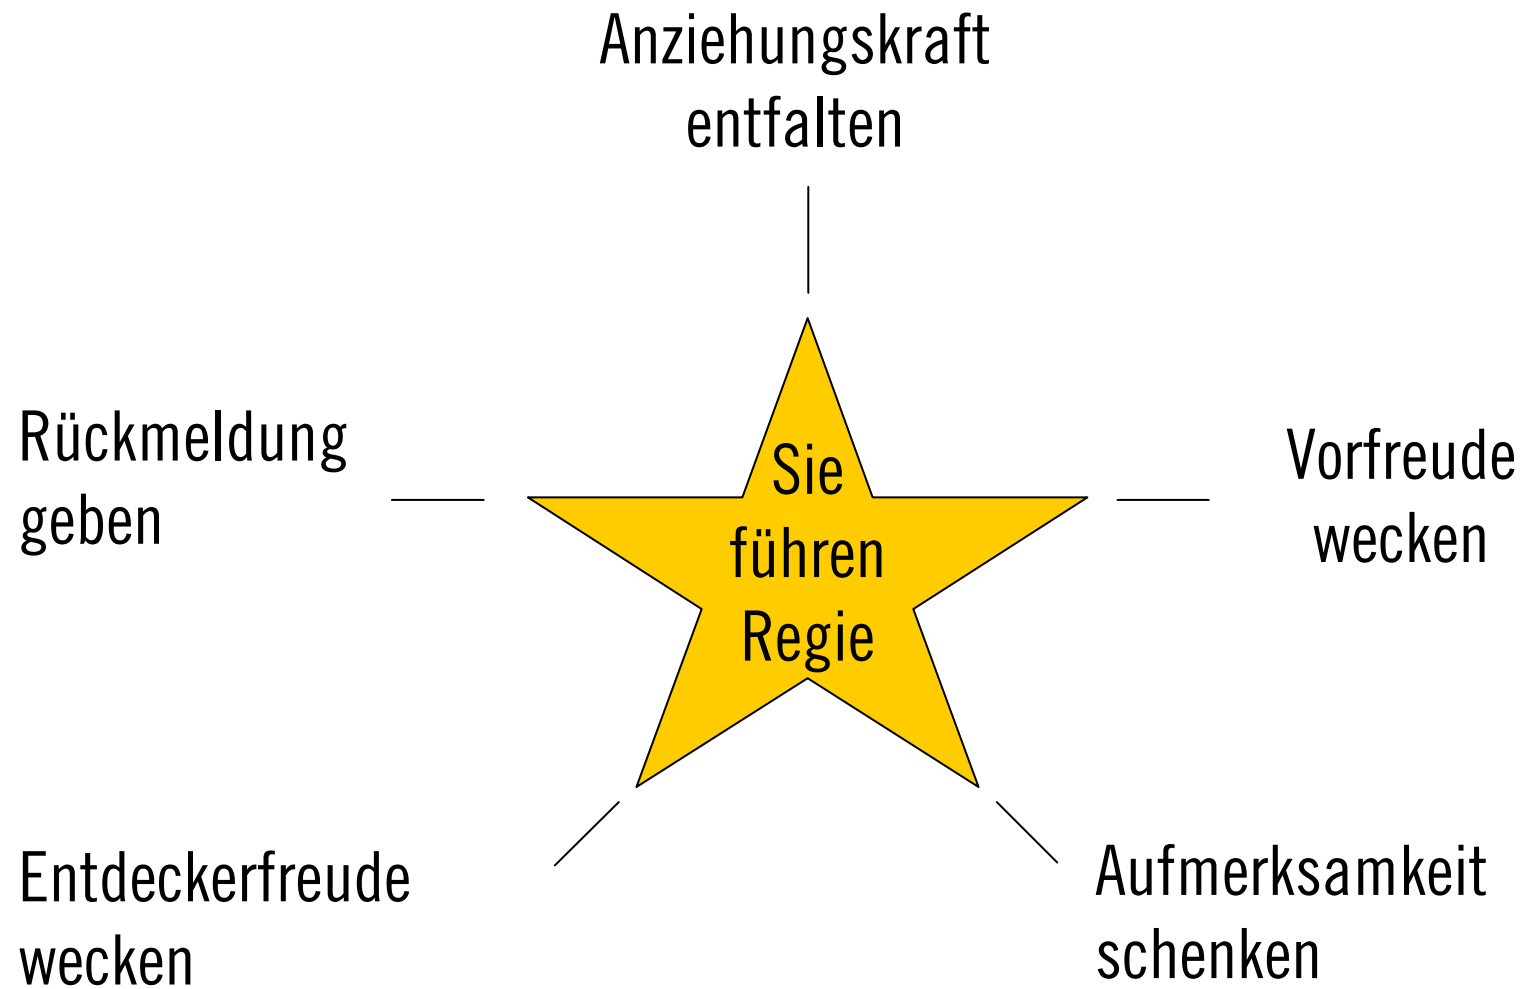 Anziehungskraft
entfalten
Rückmeldung
geben
Sie
führen
Regie
Vorfreude
wecken
Entdeckerfreude
wecken
Aufmerksamkeit
schenken